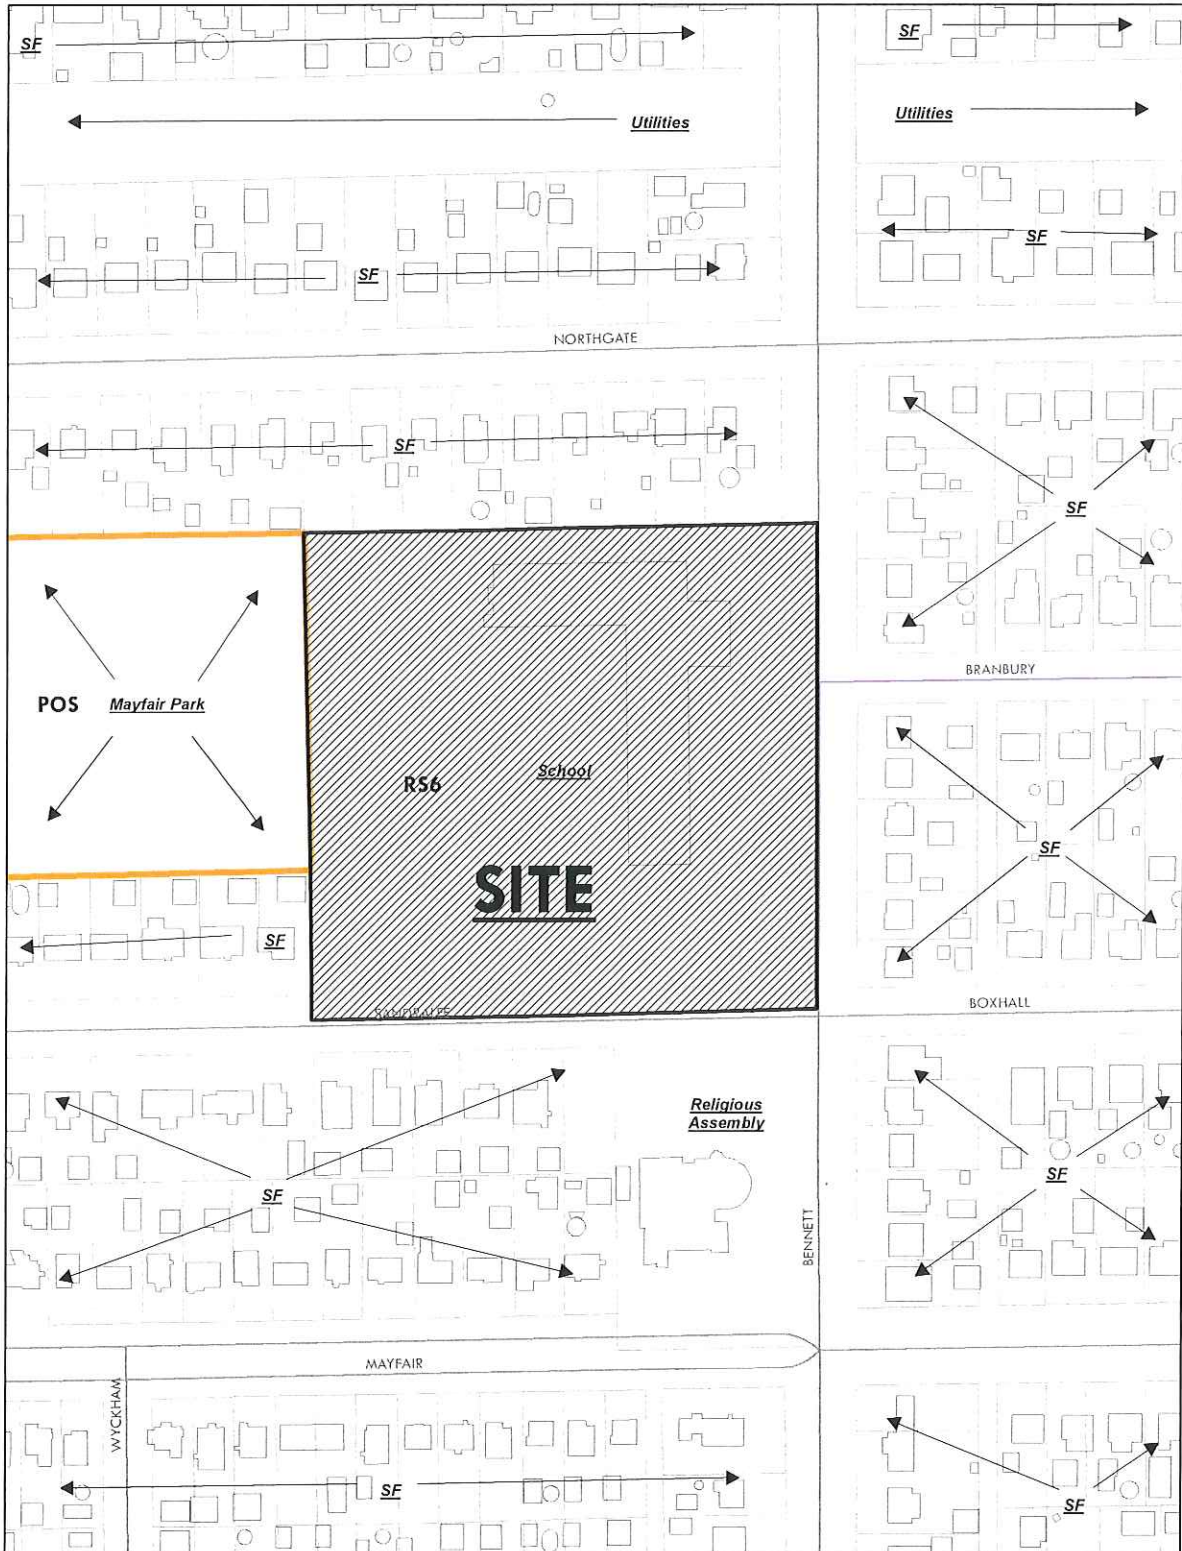 SF
SF
Utilities
Utilities
SF
SF
NORTHGATE
SF
SF
BRANBURY
POS
Mayfair Park
RS6
School
SF
SITE
SF
BOXHALL
Religious
Assembly
SF
SF
BENNETT
MAYFAIR
WYCKHAM
SF
SF